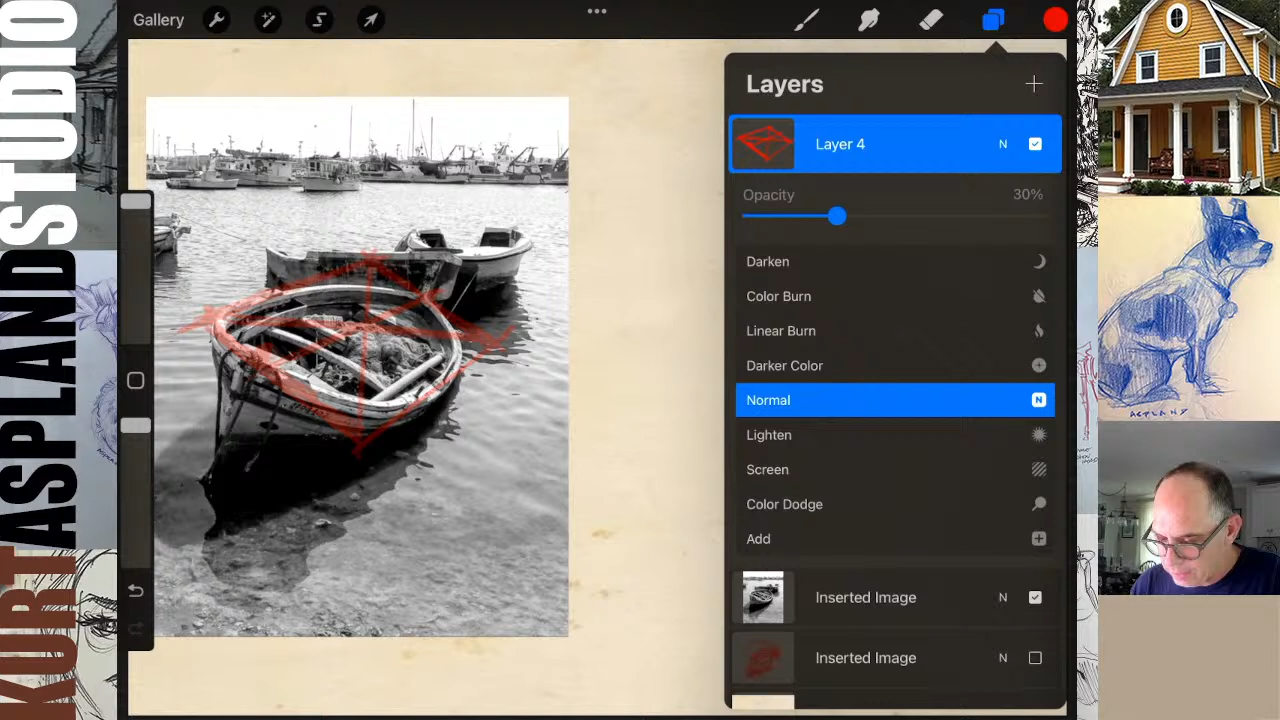 KURT ASPLAND STUDIO
Gallery
Layers
Layer 4
N
Opacity
30%
Darken
Color Burn
Linear Burn
Darker Color
Normal
N
Lighten
Screen
Color Dodge
Add
Inserted Image
N
Inserted Image
N